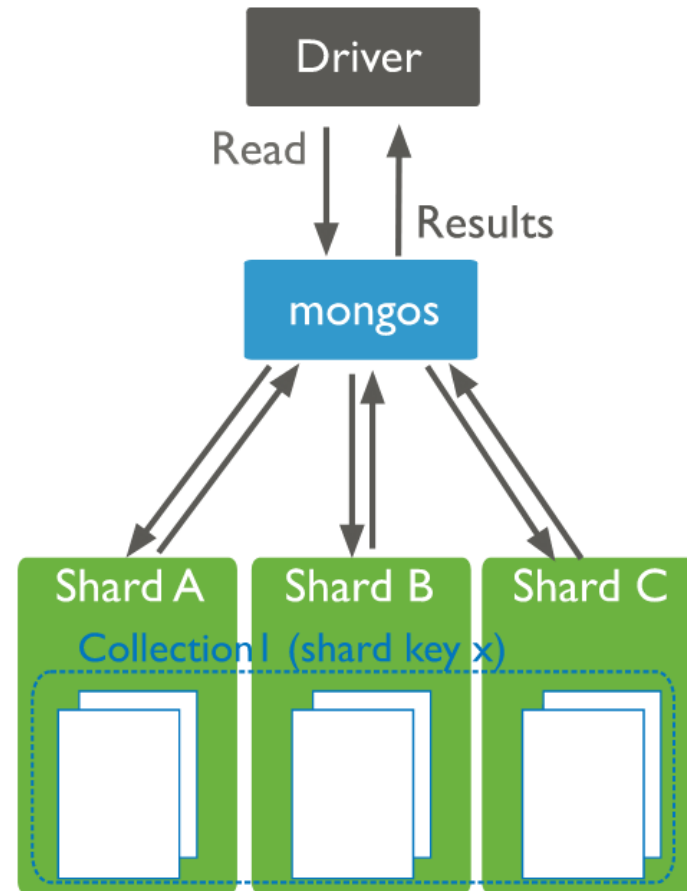 Driver
Read
Results
mongos
Shard A
Shard B
Shard C
Collection1 (shard key x)